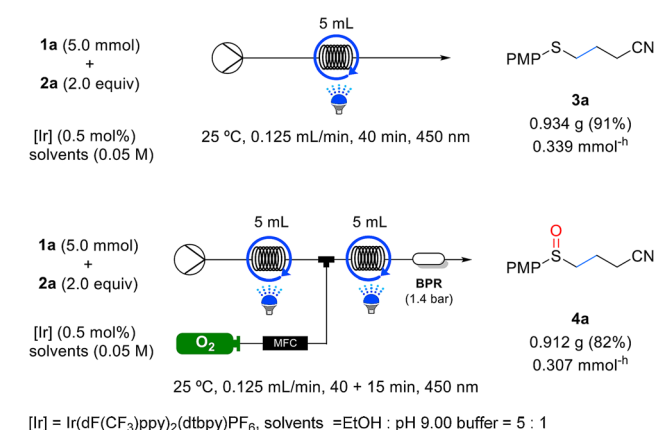 5 mL
1a (5.0 mmol)
+
2a (2.0 equiv)
[Ir] (0.5 mol%)
solvents (0.05 M)
25 ºC, 0.125 mL/min, 40 min, 450 nm
PMP S CN
3a
0.934 g (91%)
0.339 mmol-h
5 mL
5 mL
1a (5.0 mmol)
+
2a (2.0 equiv)
BPR
(1.4 bar)
[Ir] (0.5 mol%)
solvents (0.05 M)
O2
MFC
25 ºC, 0.125 mL/min, 40 + 15 min, 450 nm
O
PMP S CN
4a
0.912 g (82%)
0.307 mmol-h
[Ir] = Ir(dF(CF3)ppy)2(dtbpy)PF6, solvents =EtOH : pH 9.00 buffer = 5 : 1